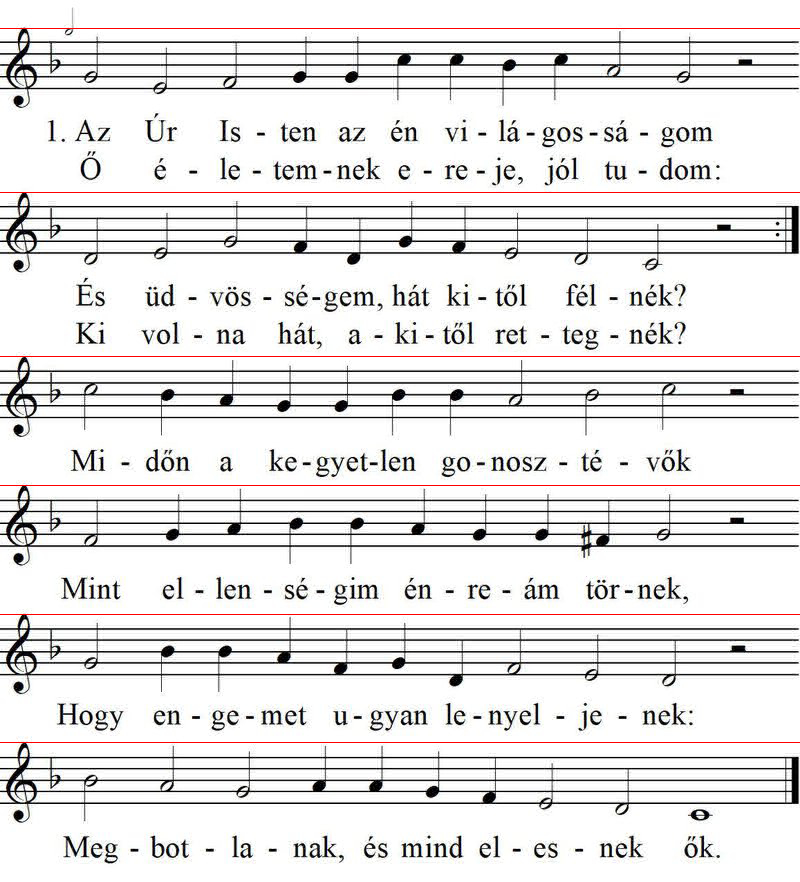 1. Az Úr Is - ten az én vi - lá - gos - sá - gom
Ő é - le - tem - nek e - re - je, jól tu - dom:
És üd - vös - sé - gem, hát ki - től fél - nék?
Ki vol - na hát, a - ki - től ret - teg - nék?
Mi - dőn a ke - gyet - len go - nosz - té - vők
Mint el - len - sé - gim én - re - ám tör - nek,
Hogy en - ge - met u - gyan le - nyel - je - nek:
Meg - bot - la - nak, és mind el - es - nek ők.